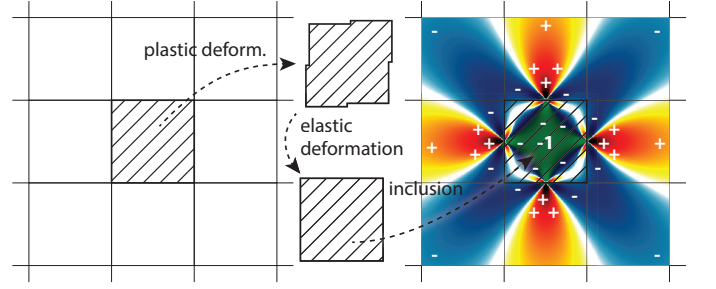 plastic deform.
elastic
deformation
inclusion
- -
+ +
+ +
- -
- -
+ - - - +
+ - -1 - +
+ - - +
- -
+ +
+ +
- -